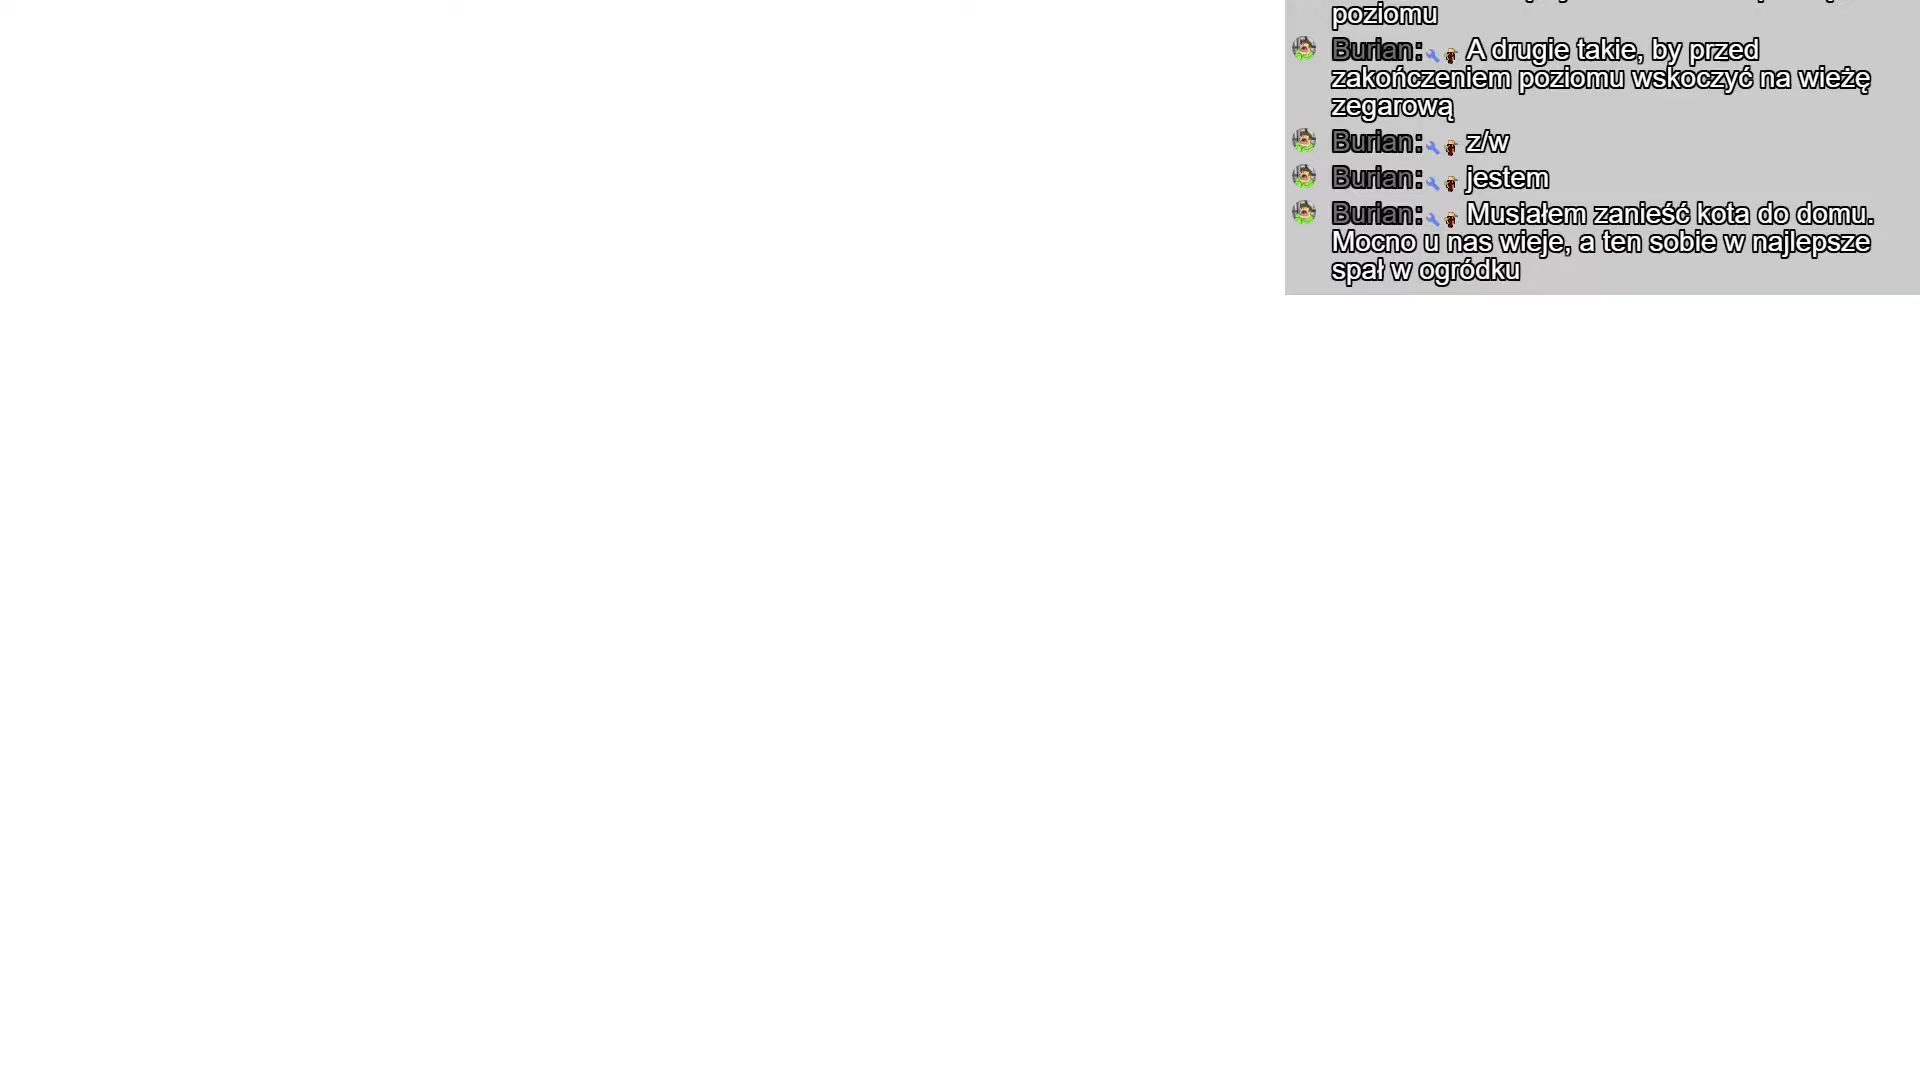 poziomu
Burian: A drugie takie, by przed
zakończeniem poziomu wskoczyć na wieżę
zegarową
Burian: z/w
Burian: jestem
Burian: Musiałem zanieść kota do domu.
Mocno u nas wieje, a ten sobie w najlepsze
spał w ogródku